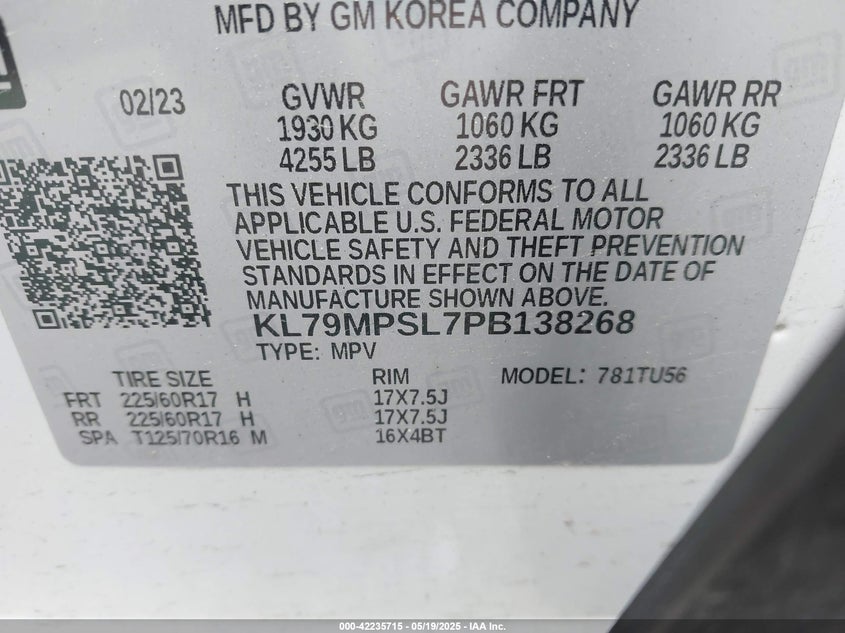 MFD BY GM KOREA COMPANY
02/23 GVWR GAWR FRT GAWR RR
1930 KG 1060 KG 1060 KG
4255 LB 2336 LB 2336 LB
THIS VEHICLE CONFORMS TO ALL
APPLICABLE U.S. FEDERAL MOTOR
VEHICLE SAFETY AND THEFT PREVENTION
STANDARDS IN EFFECT ON THE DATE OF
MANUFACTURE SHOWN ABOVE.
KL79MPSL7PB138268
TYPE: MPV
TIRE SIZE RIM MODEL: 781TU56
FRT 225/60R17 H 17X7.5J
RR 225/60R17 H 17X7.5J
SPA T125/70R16 M 16X4BT
000-42235715 - 05/19/2025 - IAA Inc.